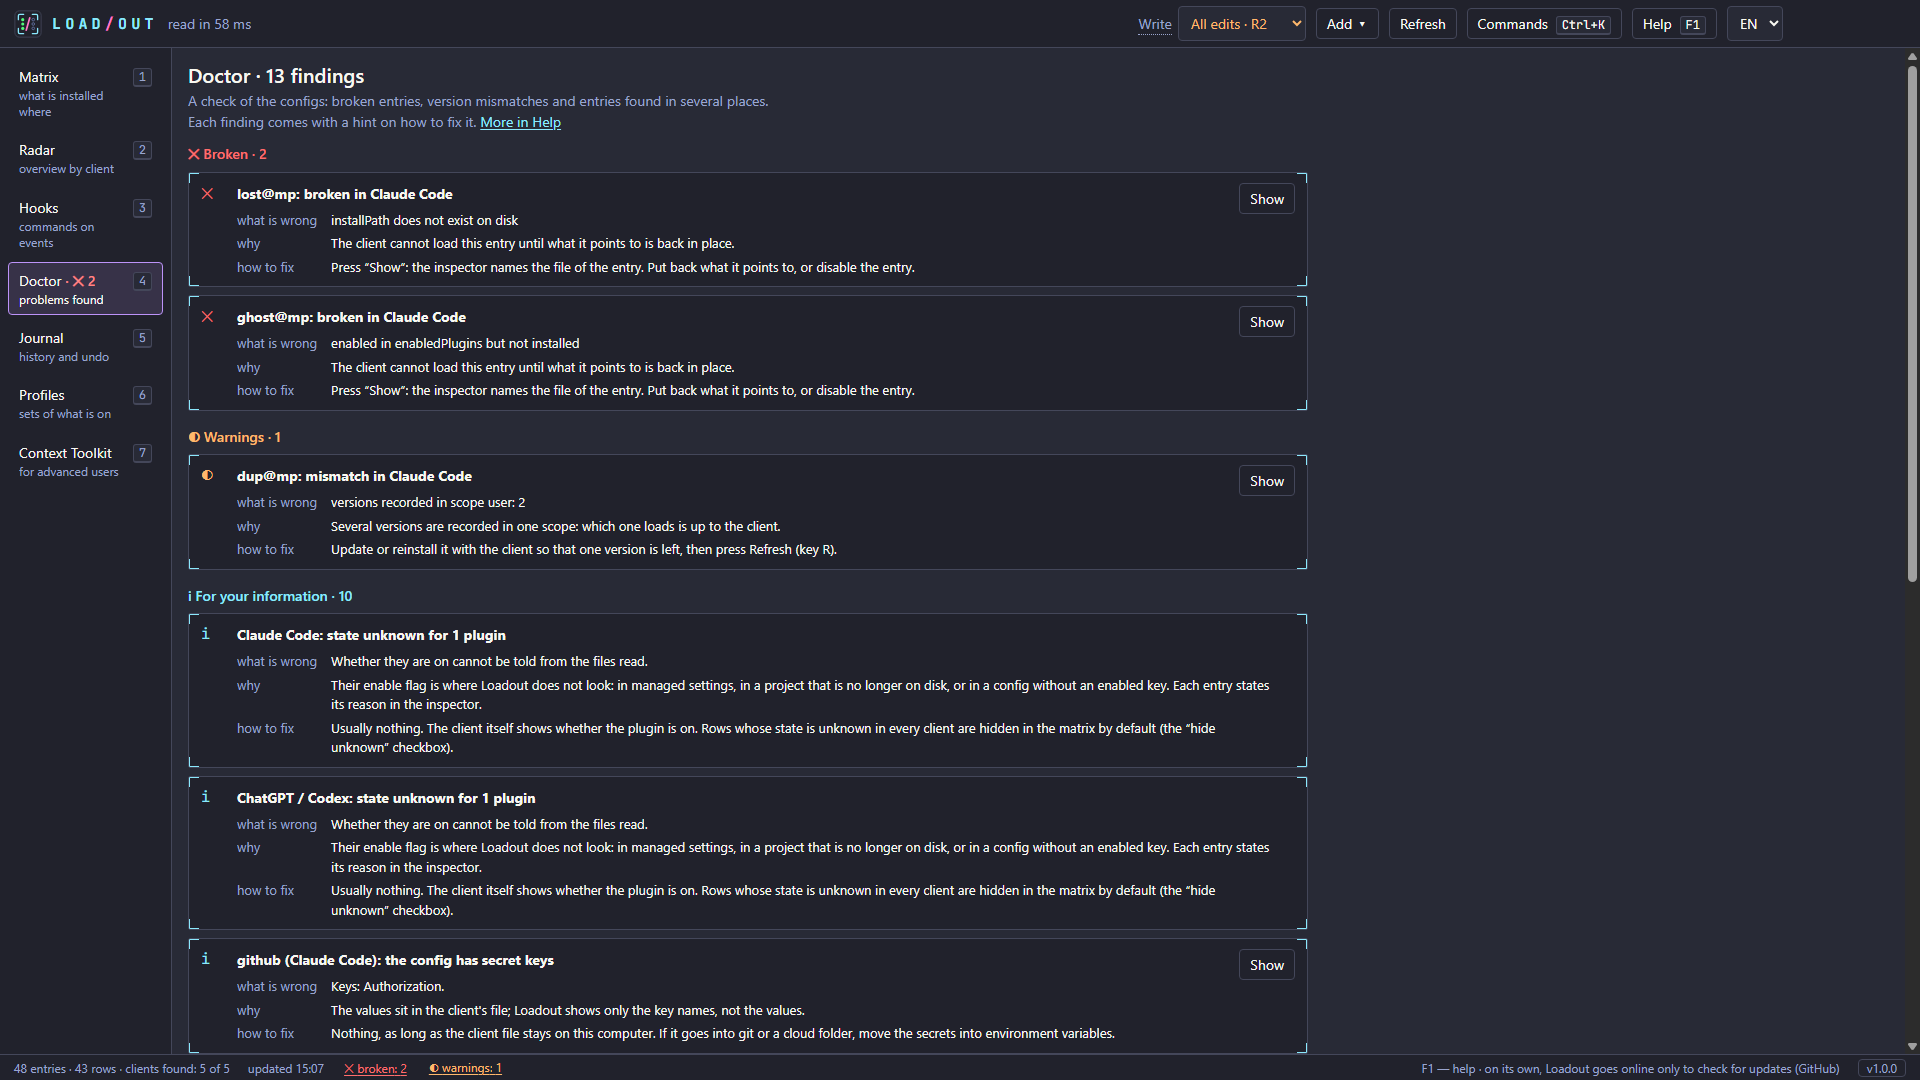 LOAD/OUT read in 58 ms Write All edits · R2 Add ▾ Refresh Commands Ctrl+K Help F1 EN
Matrix 1
what is installed
where
Radar 2
overview by client
Hooks 3
commands on
events
Doctor · ✕ 2 4
problems found
Journal 5
history and undo
Profiles 6
sets of what is on
Context Toolkit 7
for advanced users
Doctor · 13 findings
A check of the configs: broken entries, version mismatches and entries found in several places.
Each finding comes with a hint on how to fix it. More in Help
✕ Broken · 2
lost@mp: broken in Claude Code Show
what is wrong installPath does not exist on disk
why The client cannot load this entry until what it points to is back in place.
how to fix Press “Show”: the inspector names the file of the entry. Put back what it points to, or disable the entry.
ghost@mp: broken in Claude Code Show
what is wrong enabled in enabledPlugins but not installed
why The client cannot load this entry until what it points to is back in place.
how to fix Press “Show”: the inspector names the file of the entry. Put back what it points to, or disable the entry.
◐ Warnings · 1
dup@mp: mismatch in Claude Code Show
what is wrong versions recorded in scope user: 2
why Several versions are recorded in one scope: which one loads is up to the client.
how to fix Update or reinstall it with the client so that one version is left, then press Refresh (key R).
i For your information · 10
i Claude Code: state unknown for 1 plugin
what is wrong Whether they are on cannot be told from the files read.
why Their enable flag is where Loadout does not look: in managed settings, in a project that is no longer on disk, or in a config without an enabled key. Each entry states
its reason in the inspector.
how to fix Usually nothing. The client itself shows whether the plugin is on. Rows whose state is unknown in every client are hidden in the matrix by default (the “hide
unknown” checkbox).
i ChatGPT / Codex: state unknown for 1 plugin
what is wrong Whether they are on cannot be told from the files read.
why Their enable flag is where Loadout does not look: in managed settings, in a project that is no longer on disk, or in a config without an enabled key. Each entry states
its reason in the inspector.
how to fix Usually nothing. The client itself shows whether the plugin is on. Rows whose state is unknown in every client are hidden in the matrix by default (the “hide
unknown” checkbox).
i github (Claude Code): the config has secret keys Show
what is wrong Keys: Authorization.
why The values sit in the client's file; Loadout shows only the key names, not the values.
how to fix Nothing, as long as the client file stays on this computer. If it goes into git or a cloud folder, move the secrets into environment variables.
48 entries · 43 rows · clients found: 5 of 5 updated 15:07 ✕ broken: 2 ◐ warnings: 1 F1 — help · on its own, Loadout goes online only to check for updates (GitHub) v1.0.0